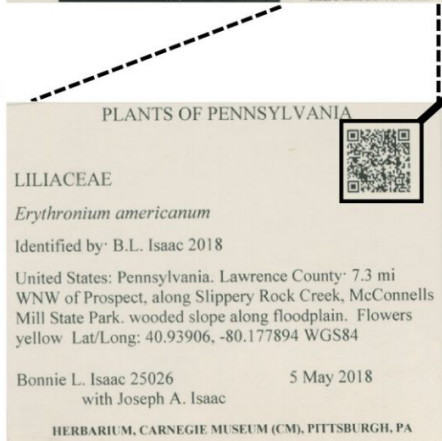 PLANTS OF PENNSYLVANIA
LILIACEAE
Erythronium americanum
Identified by· B.L. Isaac 2018
United States: Pennsylvania. Lawrence County· 7.3 mi
WNW of Prospect, along Slippery Rock Creek, McConnells
Mill State Park. wooded slope along floodplain. Flowers
yellow Lat/Long: 40.93906, -80.177894 WGS84
Bonnie L. Isaac 25026 5 May 2018
with Joseph A. Isaac
HERBARIUM, CARNEGIE MUSEUM (CM), PITTSBURGH, PA